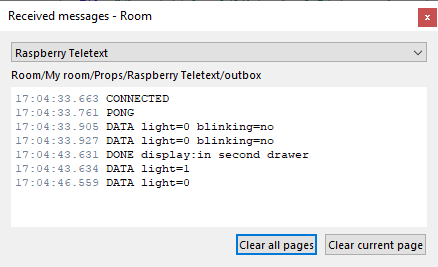 Received messages - Room
Raspberry Teletext
Room/My room/Props/Raspberry Teletext/outbox
17:04:33.663 CONNECTED
17:04:33.761 PONG
17:04:33.905 DATA light=0 blinking=no
17:04:33.927 DATA light=0 blinking=no
17:04:43.631 DONE display:in second drawer
17:04:43.634 DATA light=1
17:04:46.559 DATA light=0
Clear all pages Clear current page